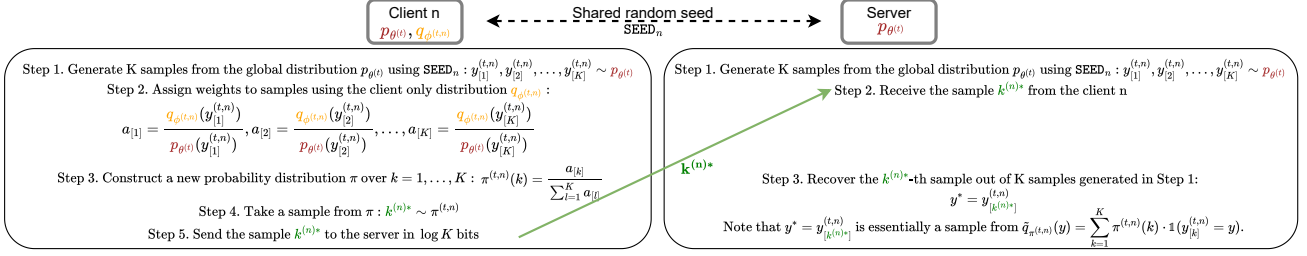 Client n
p_{θ^{(t)}}, q_{ϕ^{(t,n)}}
Shared random seed
SEED_n
Server
p_{θ^{(t)}}
Step 1. Generate K samples from the global distribution p_{θ^{(t)}} using SEED_n : y_{[1]}^{(t,n)}, y_{[2]}^{(t,n)}, . . . , y_{[K]}^{(t,n)} ∼ p_{θ^{(t)}}
Step 2. Assign weights to samples using the client only distribution q_{ϕ^{(t,n)}} :
a_{[1]} = \frac{q_{ϕ^{(t,n)}}(y_{[1]}^{(t,n)})}{p_{θ^{(t)}}(y_{[1]}^{(t,n)})}, a_{[2]} = \frac{q_{ϕ^{(t,n)}}(y_{[2]}^{(t,n)})}{p_{θ^{(t)}}(y_{[2]}^{(t,n)})}, . . . , a_{[K]} = \frac{q_{ϕ^{(t,n)}}(y_{[K]}^{(t,n)})}{p_{θ^{(t)}}(y_{[K]}^{(t,n)})}
Step 3. Construct a new probability distribution π over k = 1, . . . , K : π^{(t,n)}(k) = \frac{a_{[k]}}{\sum_{l=1}^{K} a_{[l]}}
Step 4. Take a sample from π : k^{(n)*} ∼ π^{(t,n)}
Step 5. Send the sample k^{(n)*} to the server in log K bits
k^{(n)*}
Step 1. Generate K samples from the global distribution p_{θ^{(t)}} using SEED_n : y_{[1]}^{(t,n)}, y_{[2]}^{(t,n)}, . . . , y_{[K]}^{(t,n)} ∼ p_{θ^{(t)}}
Step 2. Receive the sample k^{(n)*} from the client n
Step 3. Recover the k^{(n)*}-th sample out of K samples generated in Step 1:
y^* = y_{[k^{(n)*}]}^{(t,n)}
Note that y^* = y_{[k^{(n)*}]}^{(t,n)} is essentially a sample from \tilde{q}_{π^{(t,n)}}(y) = \sum_{k=1}^{K} π^{(t,n)}(k) · 𝟙(y_{[k]}^{(t,n)} = y).